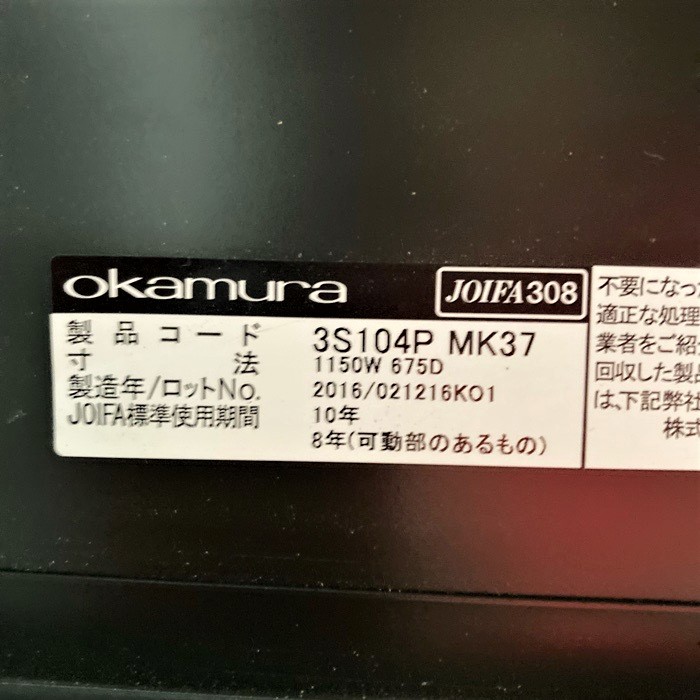 okamura
JOIFA308
製品コード 3S104P MK37
寸法 1150W 675D
製造年/ロットNo. 2016/021216K01
JOIFA標準使用期間 10年
8年(可動部のあるもの)
不要になっ
適正な処理
業者をご紹
回収した製品
は、下記弊社
株式